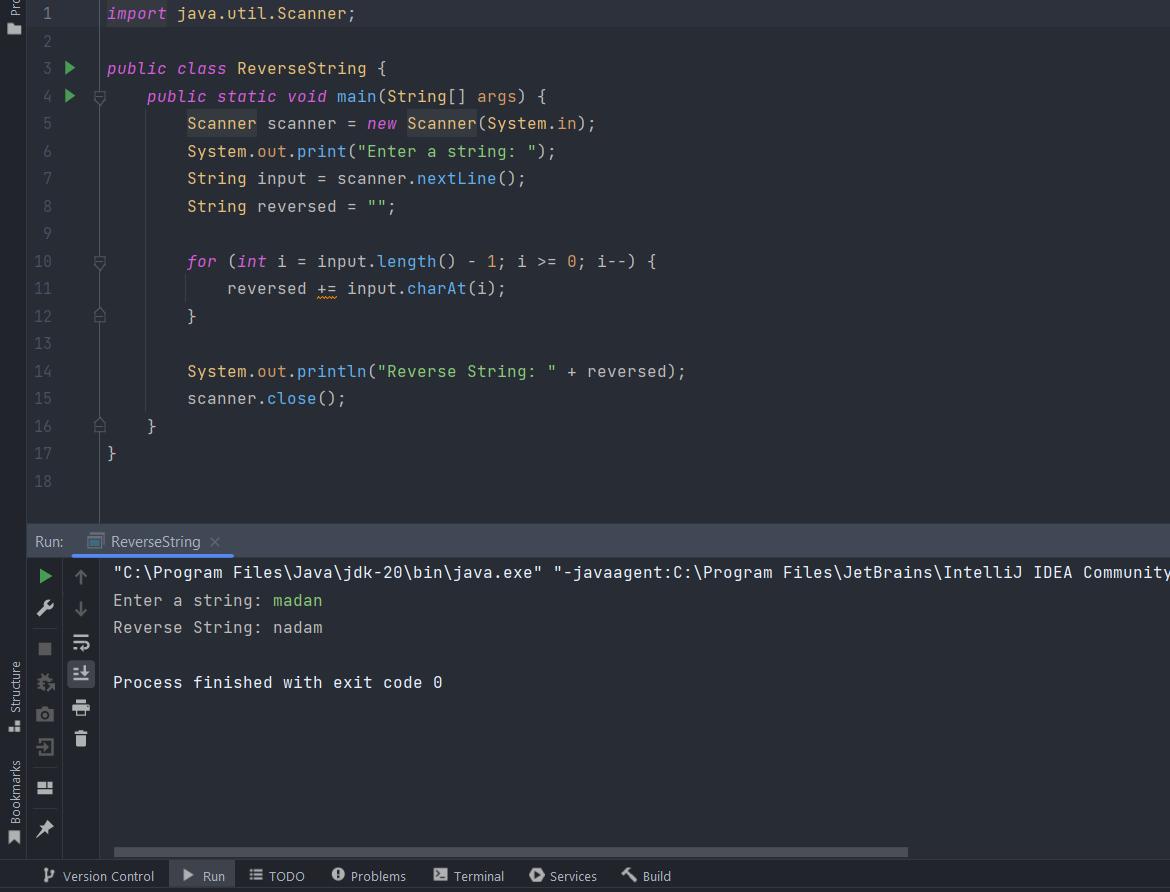 Pr
1 import java.util.Scanner;
2
3 public class ReverseString {
4     public static void main(String[] args) {
5         Scanner scanner = new Scanner(System.in);
6         System.out.print("Enter a string: ");
7         String input = scanner.nextLine();
8         String reversed = "";
9
10         for (int i = input.length() - 1; i >= 0; i--) {
11             reversed += input.charAt(i);
12         }
13
14         System.out.println("Reverse String: " + reversed);
15         scanner.close();
16     }
17 }
18
Run: ReverseString
"C:\Program Files\Java\jdk-20\bin\java.exe" "-javaagent:C:\Program Files\JetBrains\IntelliJ IDEA Community
Enter a string: madan
Reverse String: nadam
Process finished with exit code 0
Structure
Bookmarks
Version Control Run TODO Problems Terminal Services Build